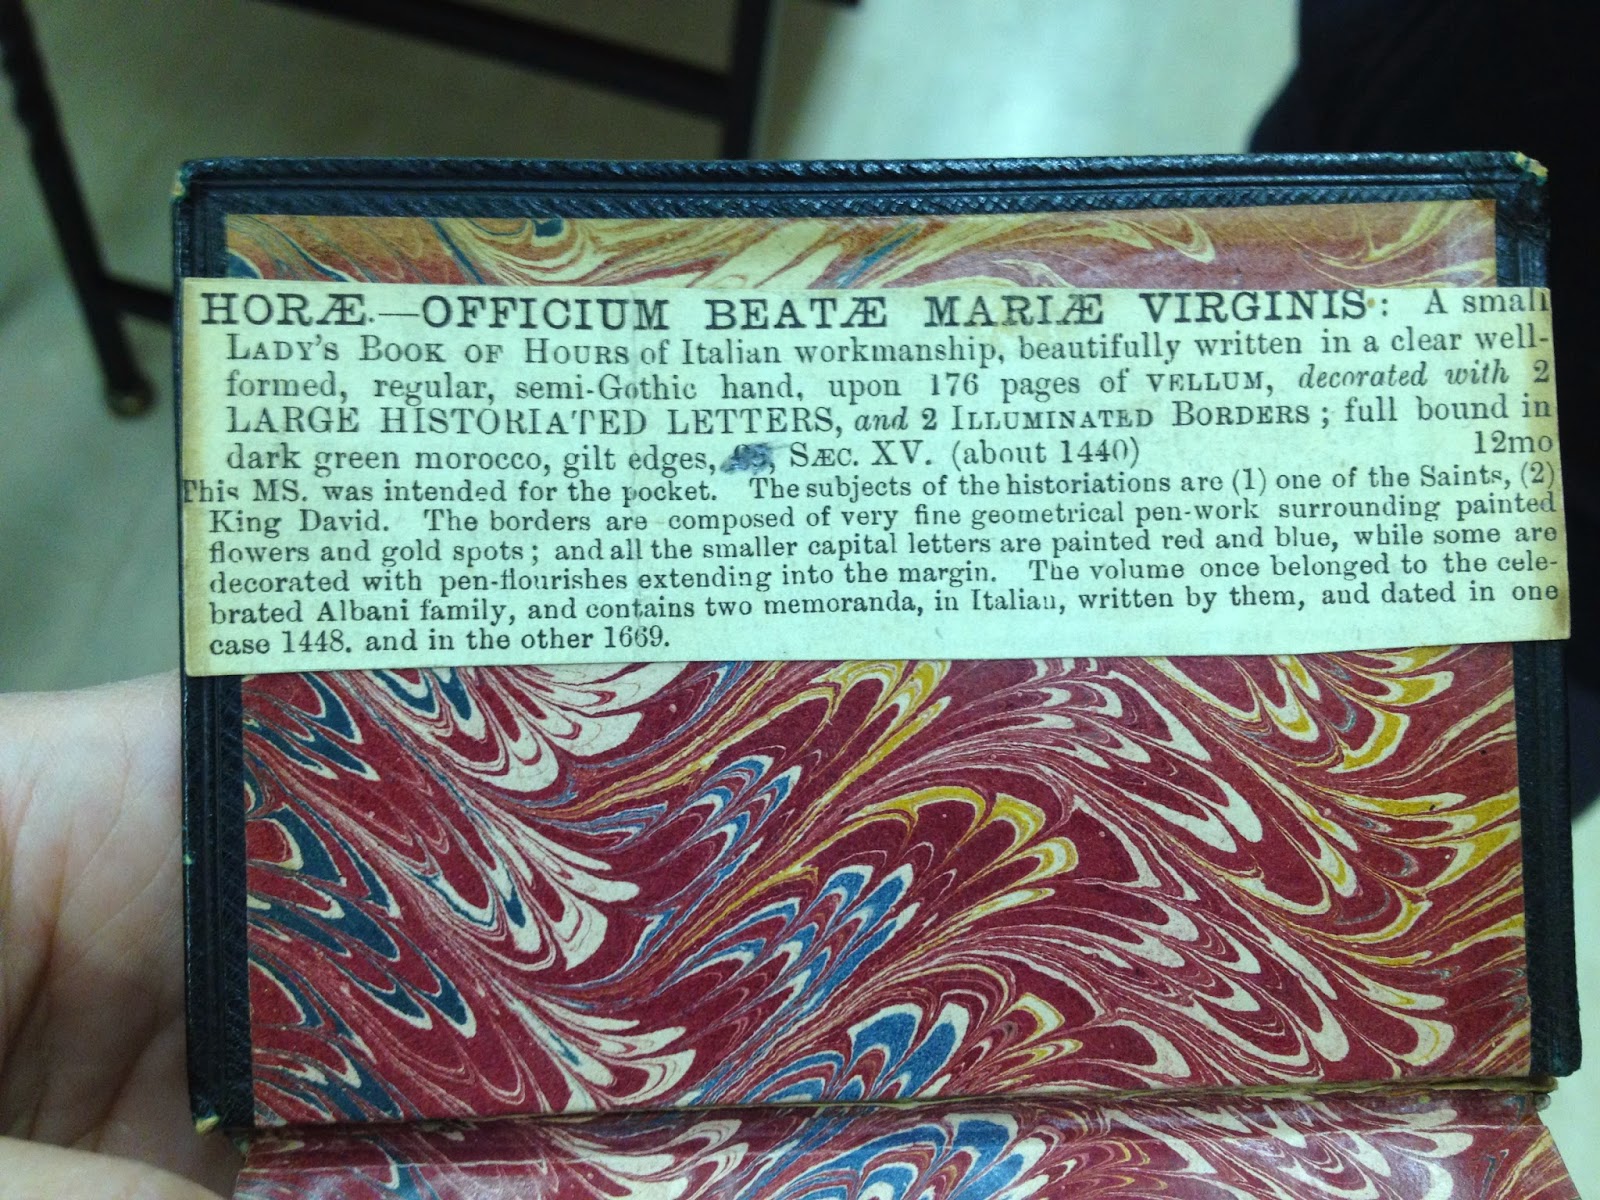 HORÆ.—OFFICIUM BEATÆ MARIÆ VIRGINIS: A small
LADY'S BOOK OF HOURS of Italian workmanship, beautifully written in a clear well-
formed, regular, semi-Gothic hand, upon 176 pages of VELLUM, decorated with 2
LARGE HISTORIATED LETTERS, and 2 ILLUMINATED BORDERS; full bound in
dark green morocco, gilt edges, , SÆC. XV. (about 1440) 12mo
This MS. was intended for the pocket. The subjects of the historiations are (1) one of the Saints, (2)
King David. The borders are composed of very fine geometrical pen-work surrounding painted
flowers and gold spots; and all the smaller capital letters are painted red and blue, while some are
decorated with pen-flourishes extending into the margin. The volume once belonged to the cele-
brated Albani family, and contains two memoranda, in Italian, written by them, and dated in one
case 1448. and in the other 1669.